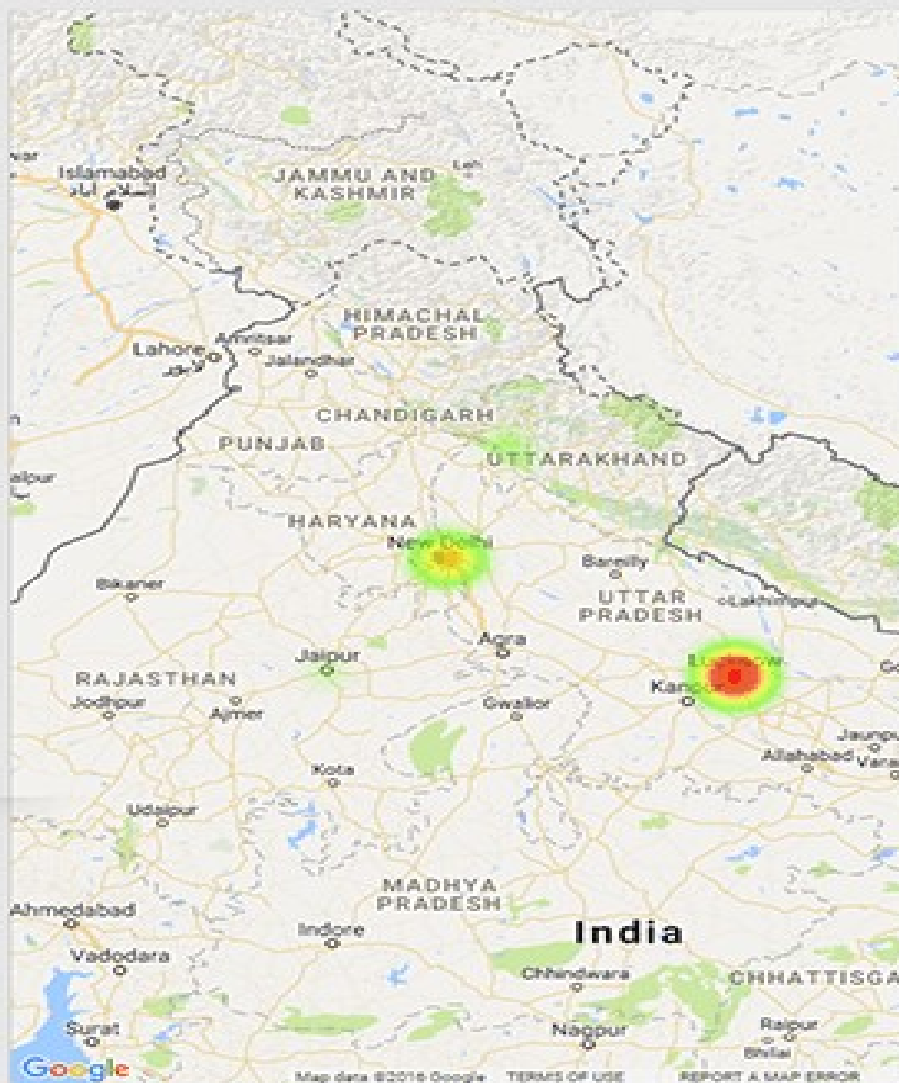 Leh
Islamabad
اسلام آباد
JAMMU AND
KASHMIR
HIMACHAL
PRADESH
Amritsar
Lahore
لاہور
Jalandhar
CHANDIGARH
PUNJAB
UTTARAKHAND
HARYANA
New Delhi
Bareilly
Bikaner
UTTAR
PRADESH
Lakhimpur
Agra
Jaipur
Lucknow
RAJASTHAN
Kanpur
Jodhpur
Ajmer
Gwalior
Jaunpu
Allahabad
Vara
Kota
Udaipur
MADHYA
PRADESH
Ahmedabad
Indore
India
Vadodara
Chhindwara
CHHATTISGA
Surat
Nagpur
Raipur
Bhilai
Google
Map data ©2016 Google TERMS OF USE REPORT A MAP ERROR